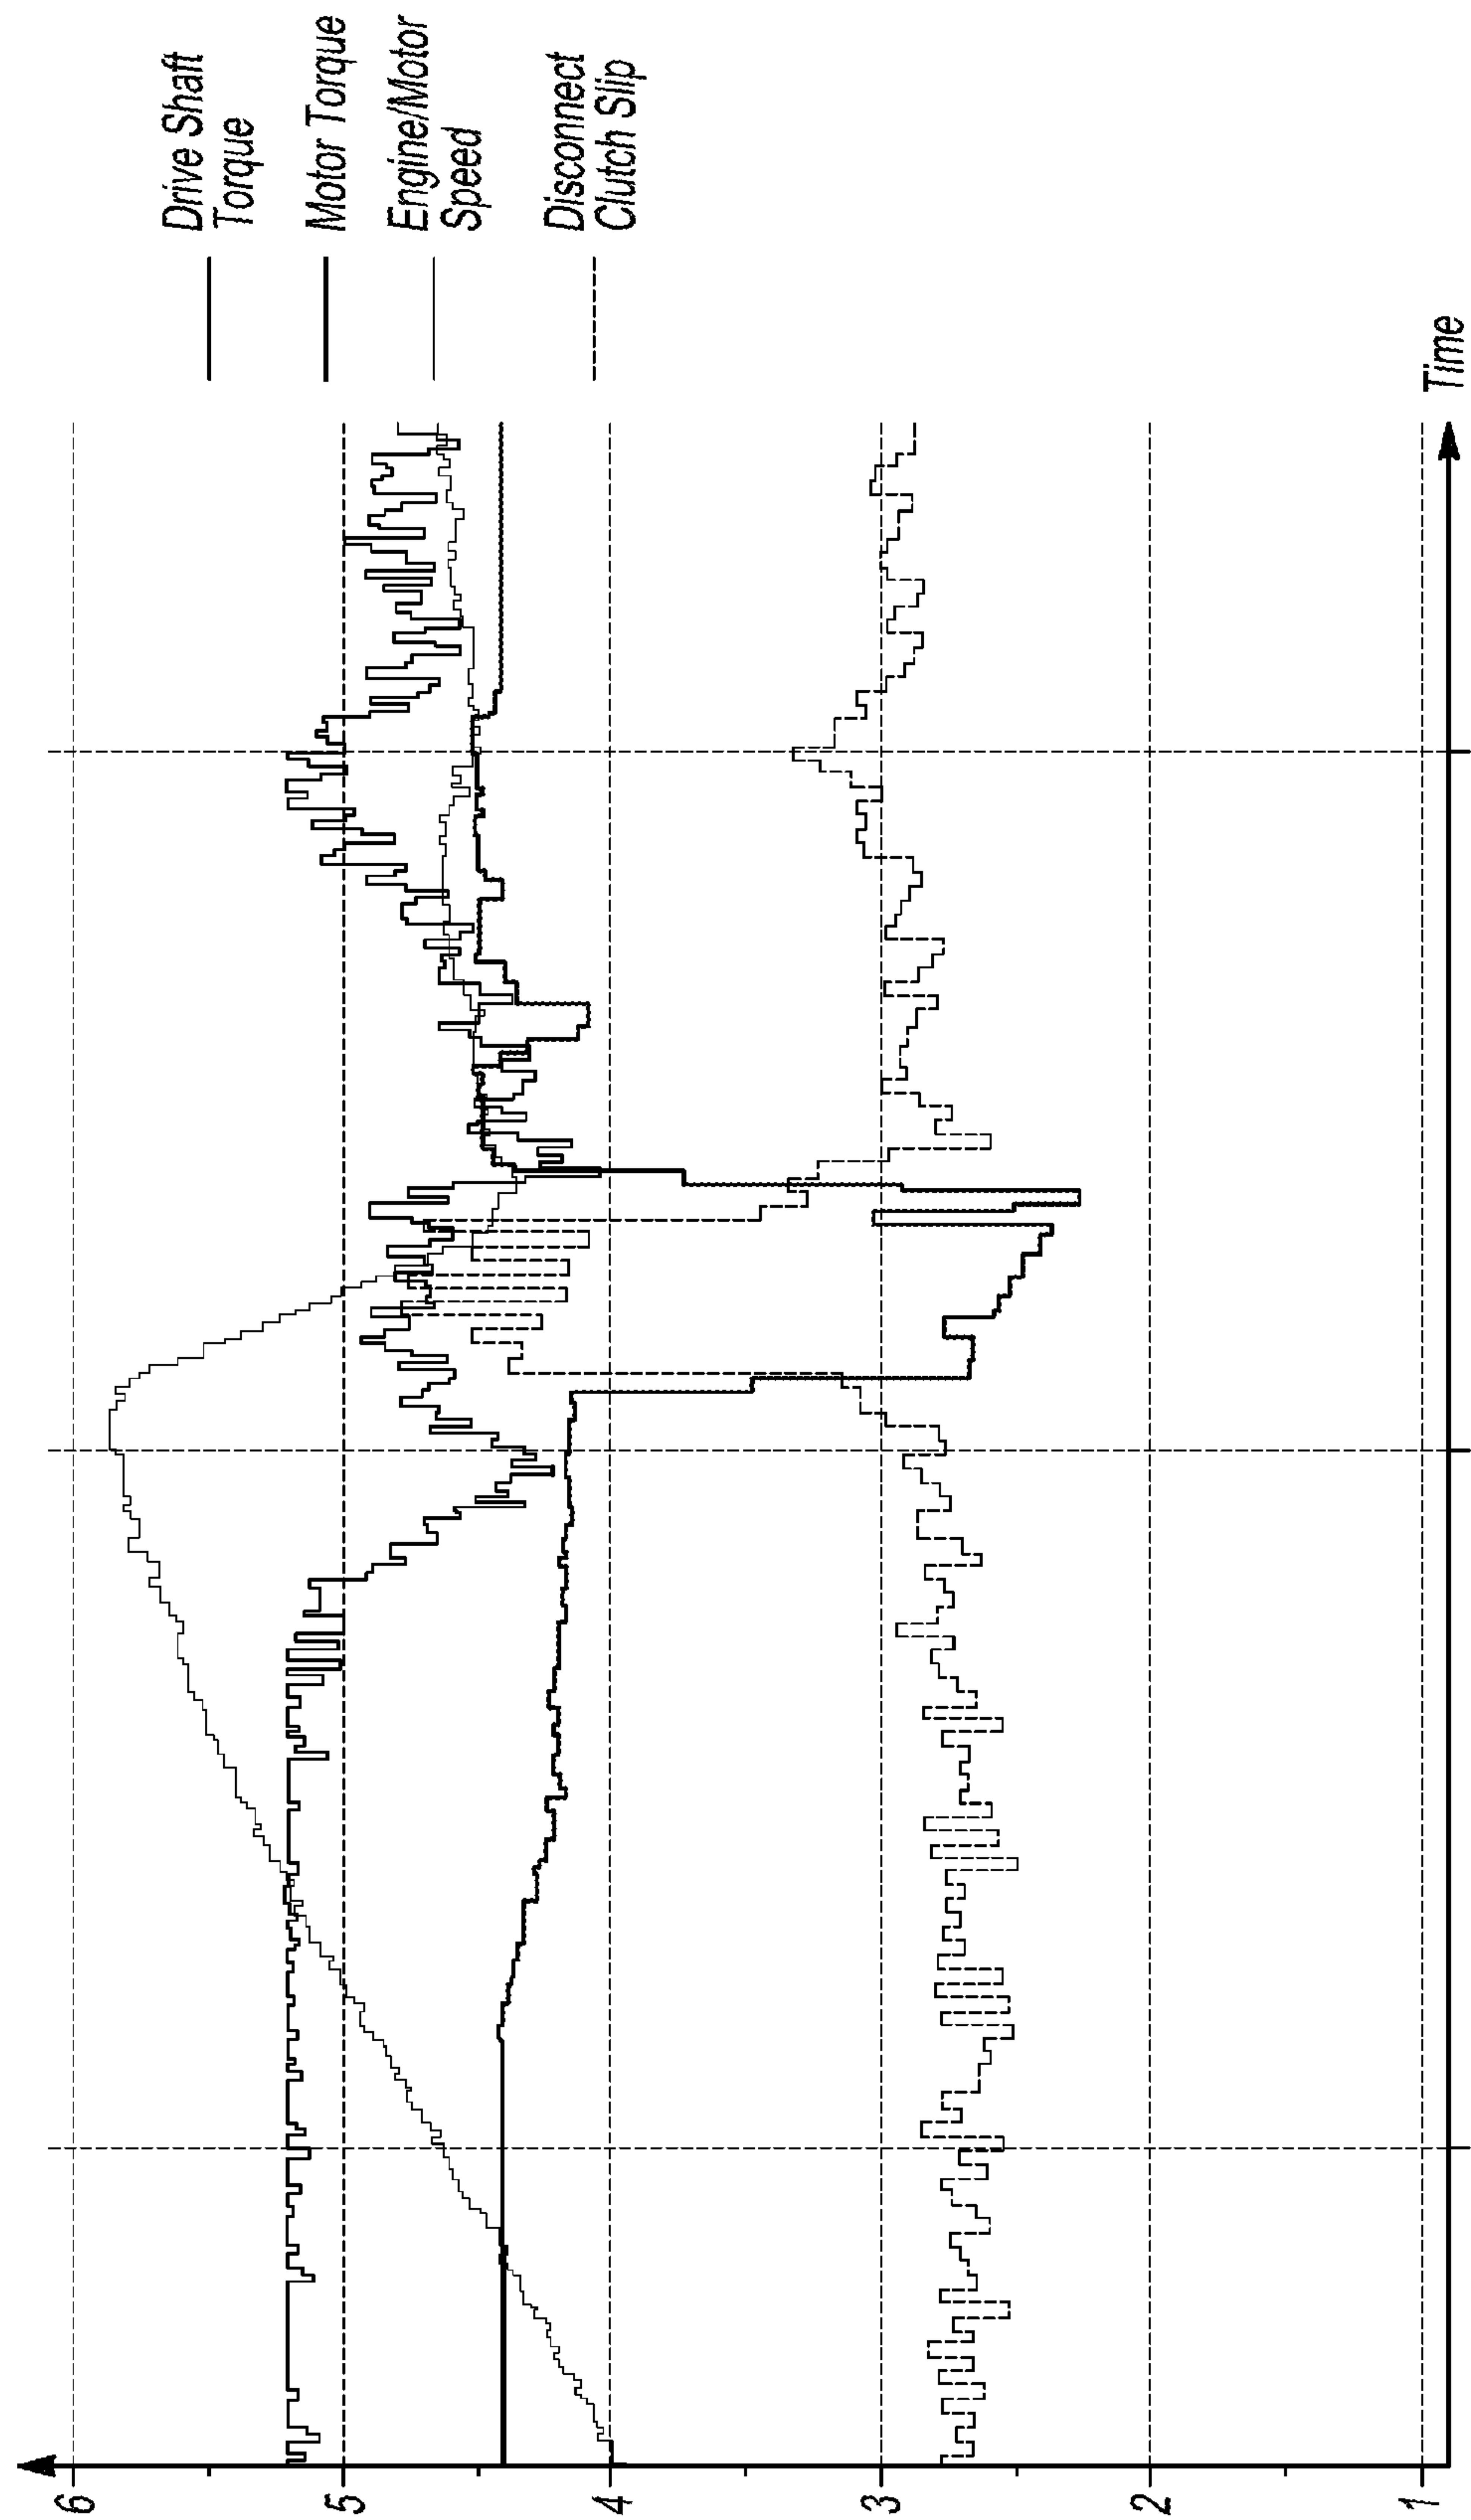 Drive Shaft
Torque
Motor Torque
Engine/Motor
Speed
Disconnect
Clutch Slip
6
5
4
3
2
1
Time